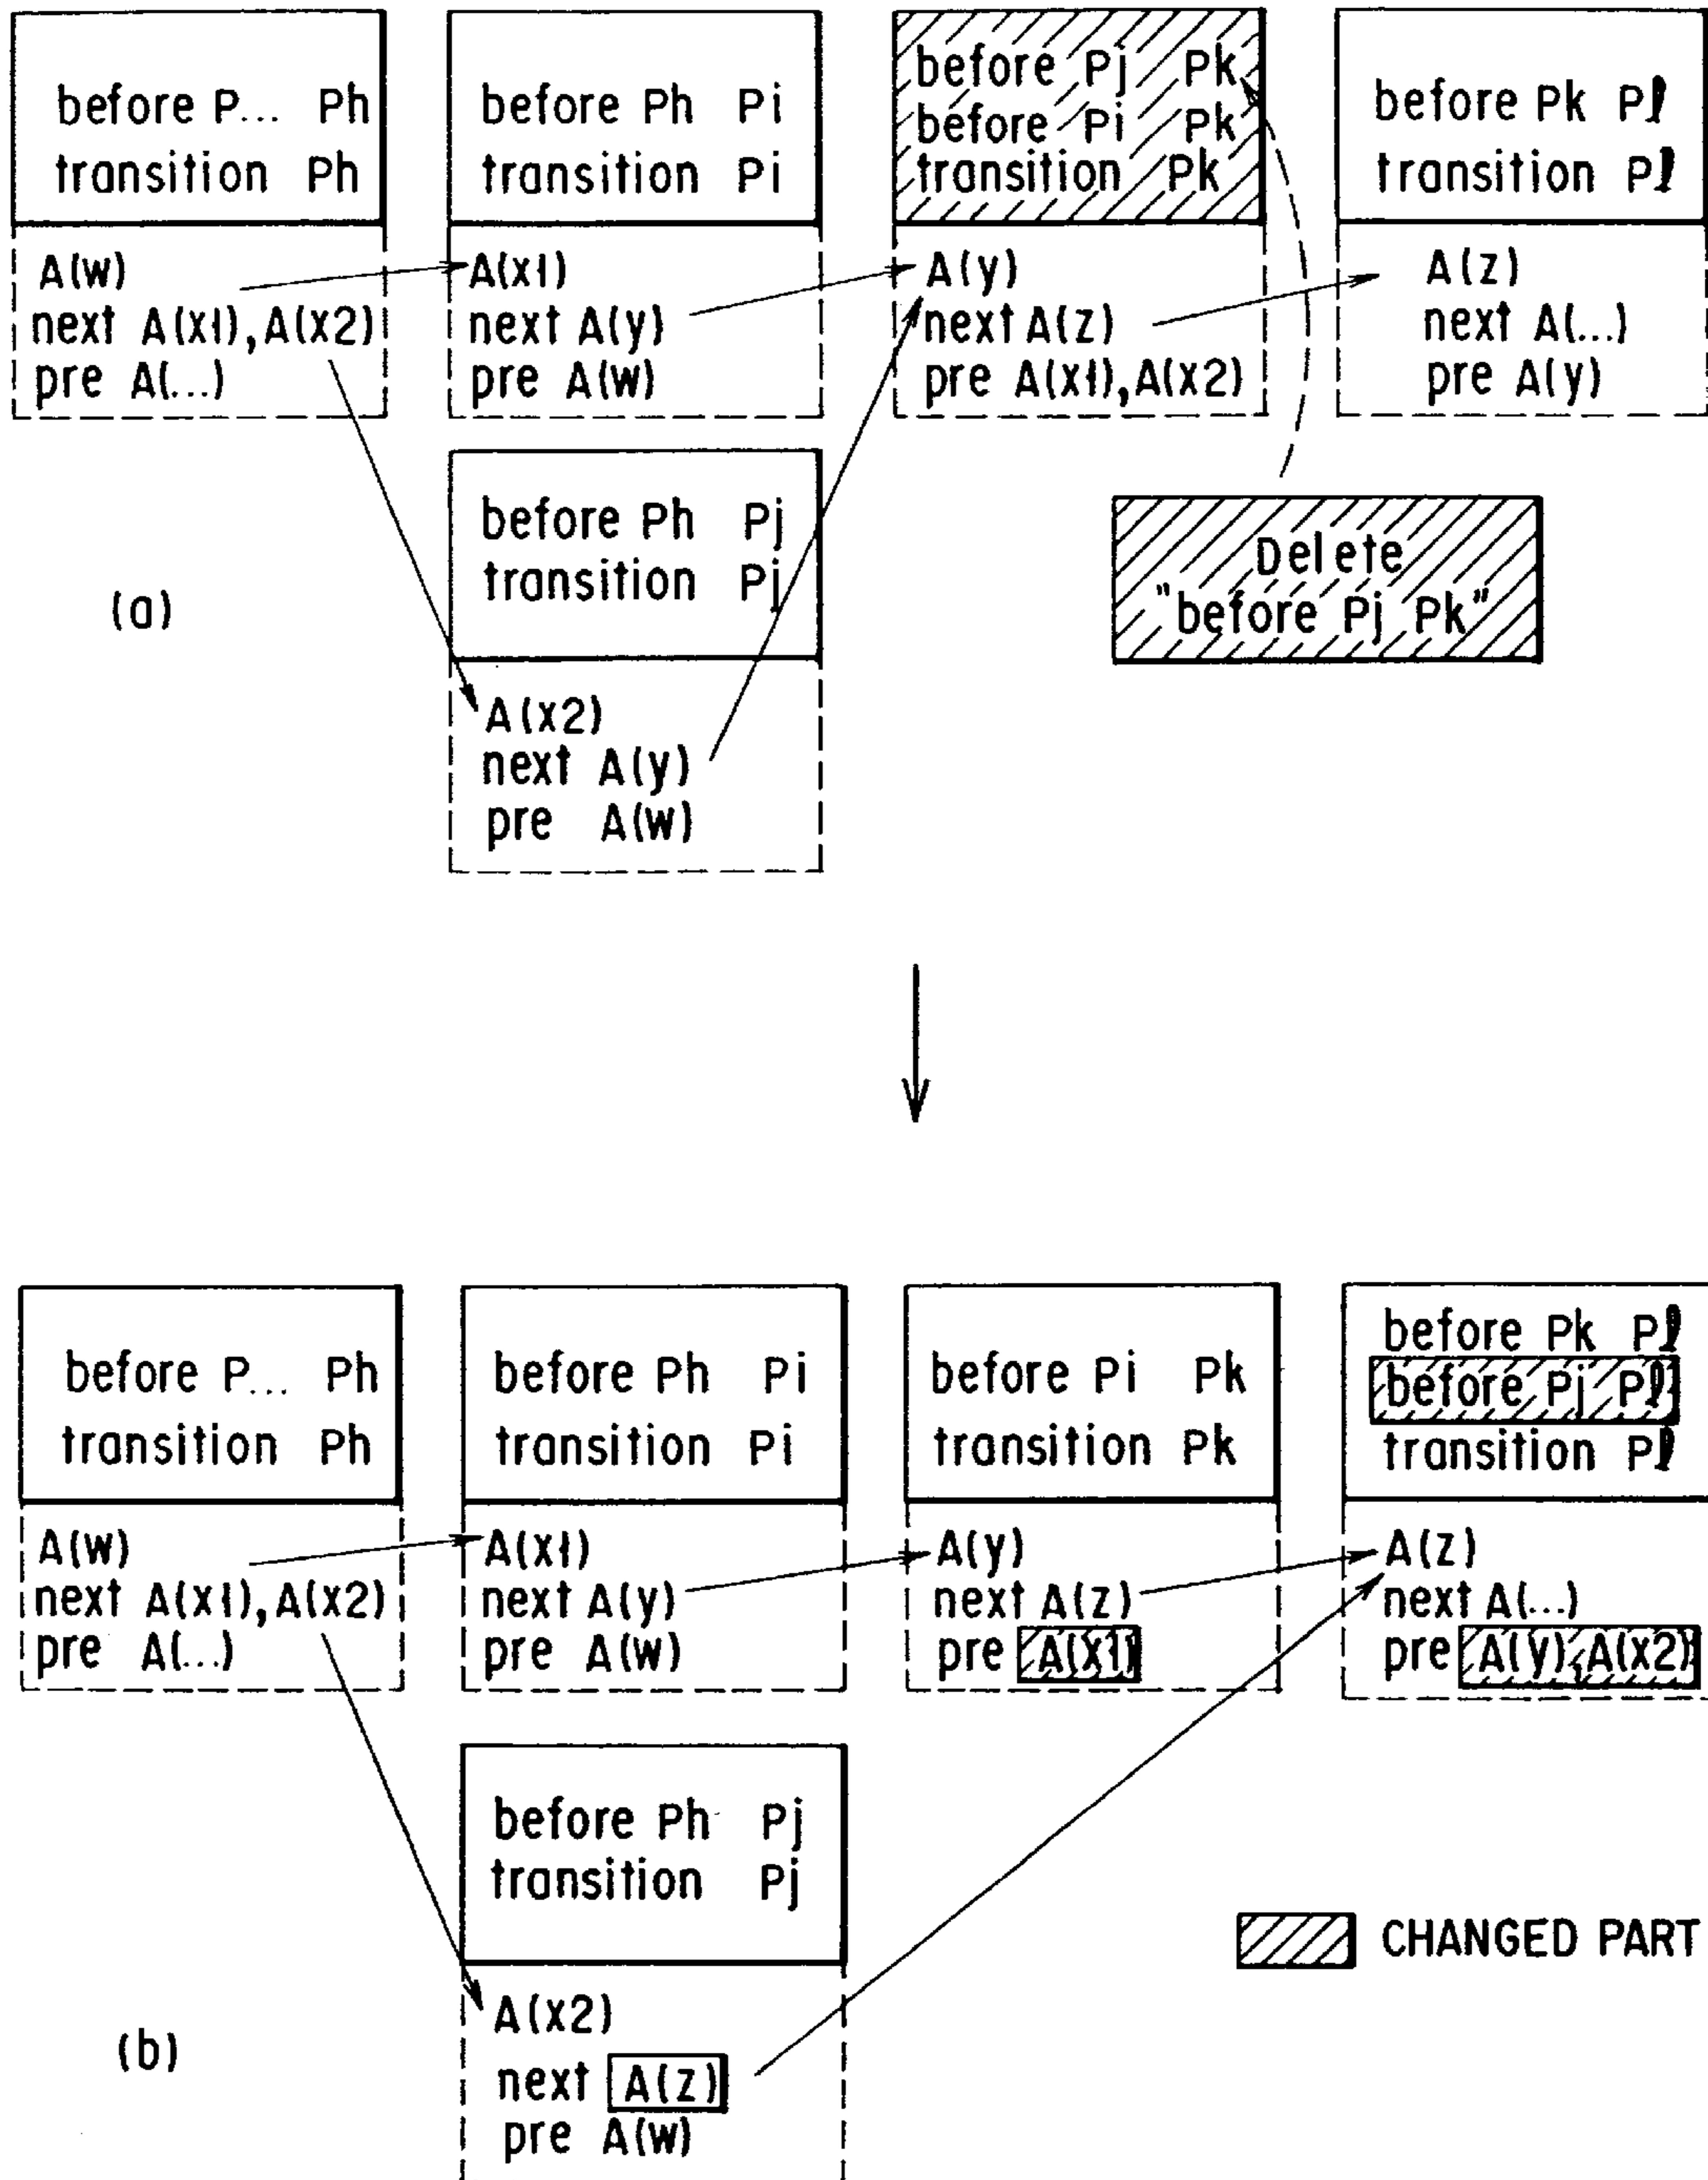 before P... Ph
transition Ph
A(w)
next A(x1),A(x2)
pre A(...)
before Ph Pi
transition Pi
A(x1)
next A(y)
pre A(w)
before Pj Pk
before Pi Pk
transition Pk
A(y)
next A(z)
pre A(x1),A(x2)
before Pk Pl
transition Pl
A(z)
next A(...)
pre A(y)
before Ph Pj
transition Pj
A(x2)
next A(y)
pre A(w)
Delete
"before Pj Pk"
(a)
before P... Ph
transition Ph
A(w)
next A(x1),A(x2)
pre A(...)
before Ph Pi
transition Pi
A(x1)
next A(y)
pre A(w)
before Pi Pk
transition Pk
A(y)
next A(z)
pre A(x1)
before Pk Pl
before Pj Pl
transition Pl
A(z)
next A(...)
pre A(y),A(x2)
before Ph Pj
transition Pj
A(x2)
next A(z)
pre A(w)
CHANGED PART
(b)